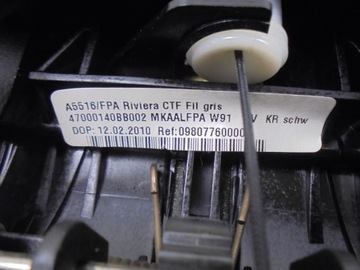 A5516/FPA Riviera CTF Fil gris
47000140BB002 MKAALFPA W91 V KR schw
DOP: 12.02.2010 Ref:09807760000